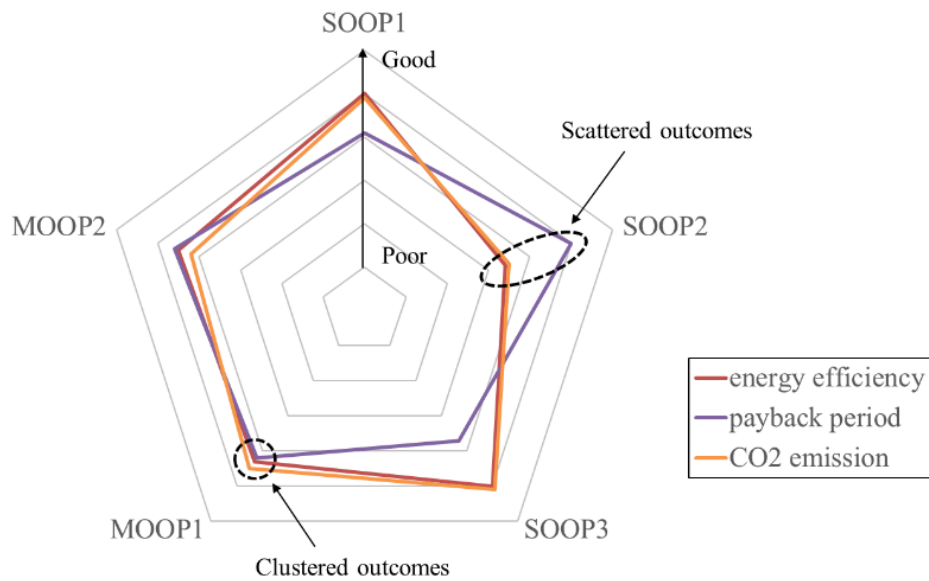 SOOP1
Good
Scattered outcomes
MOOP2
SOOP2
Poor
energy efficiency
payback period
CO2 emission
MOOP1
SOOP3
Clustered outcomes